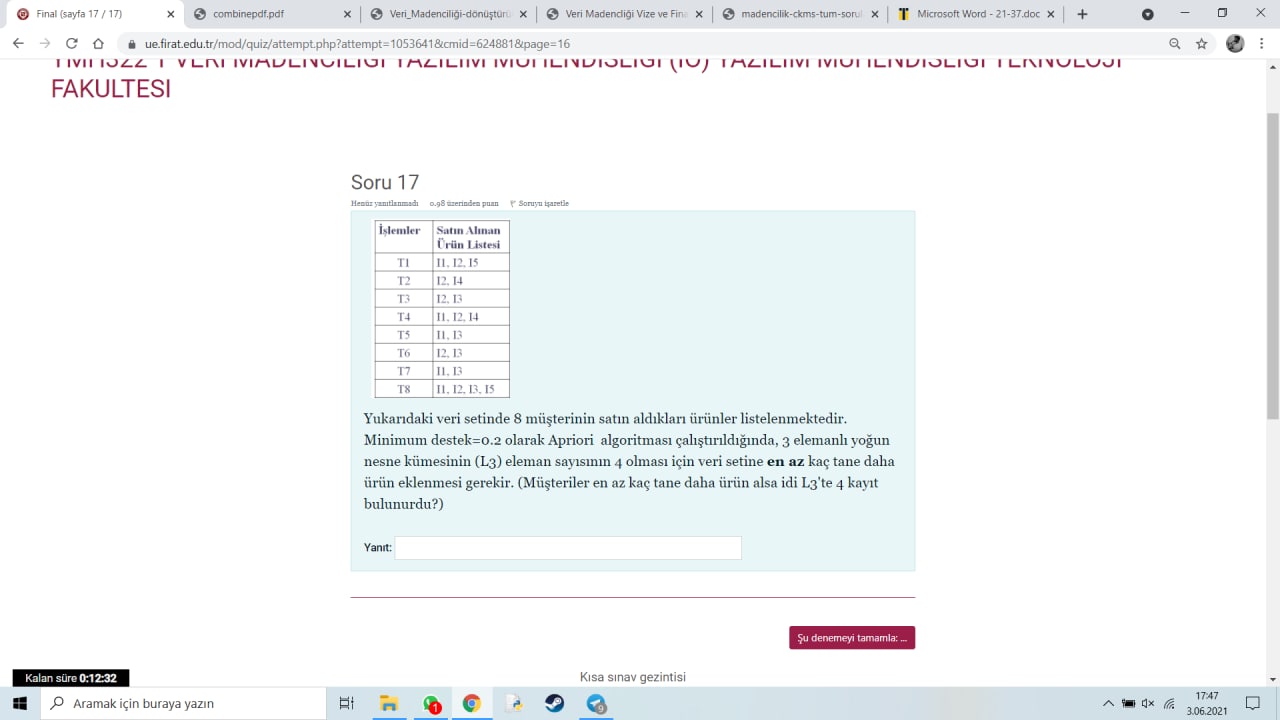 Final (sayfa 17 / 17)
combinepdf.pdf
Veri_Madenciliği-dönüştürü
Veri Madenciliği Vize ve Fina
madencilik-ckms-tum-sorul
Microsoft Word - 21-37.doc
ue.firat.edu.tr/mod/quiz/attempt.php?attempt=1053641&cmid=624881&page=16
YMH322 1 VERİ MADENCİLİĞİ YAZILIM MÜHENDİSLİĞİ (İÖ) YAZILIM MÜHENDİSLİĞİ TEKNOLOJİ
FAKULTESI
Soru 17
Henüz yanıtlanmadı 0,98 üzerinden puan Soruyu işaretle
İşlemler Satın Alınan
Ürün Listesi
T1 I1, I2, I5
T2 I2, I4
T3 I2, I3
T4 I1, I2, I4
T5 I1, I3
T6 I2, I3
T7 I1, I3
T8 I1, I2, I3, I5
Yukarıdaki veri setinde 8 müşterinin satın aldıkları ürünler listelenmektedir.
Minimum destek=0.2 olarak Apriori algoritması çalıştırıldığında, 3 elemanlı yoğun
nesne kümesinin (L3) eleman sayısının 4 olması için veri setine en az kaç tane daha
ürün eklenmesi gerekir. (Müşteriler en az kaç tane daha ürün alsa idi L3'te 4 kayıt
bulunurdu?)
Yanıt:
Şu denemeyi tamamla: ...
Kalan süre 0:12:32
Kısa sınav gezintisi
Aramak için buraya yazın
1
9
17:47
3.06.2021